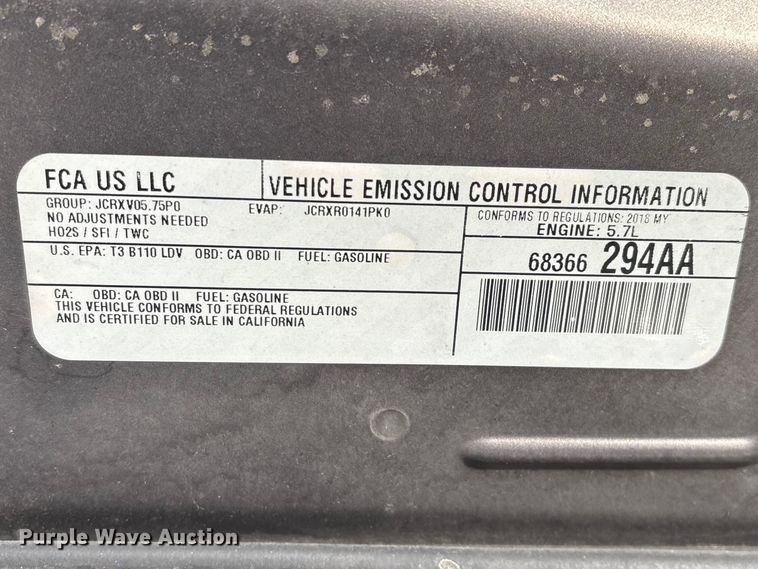 FCA US LLC
VEHICLE EMISSION CONTROL INFORMATION
GROUP: JCRXV05.75P0 EVAP: JCRXR0141PK0
NO ADJUSTMENTS NEEDED
HO2S / SFI / TWC
CONFORMS TO REGULATIONS: 2018 MY
ENGINE: 5.7L
U.S. EPA: T3 B110 LDV OBD: CA OBD II FUEL: GASOLINE
68366 294AA
CA: OBD: CA OBD II FUEL: GASOLINE
THIS VEHICLE CONFORMS TO FEDERAL REGULATIONS
AND IS CERTIFIED FOR SALE IN CALIFORNIA
Purple Wave Auction